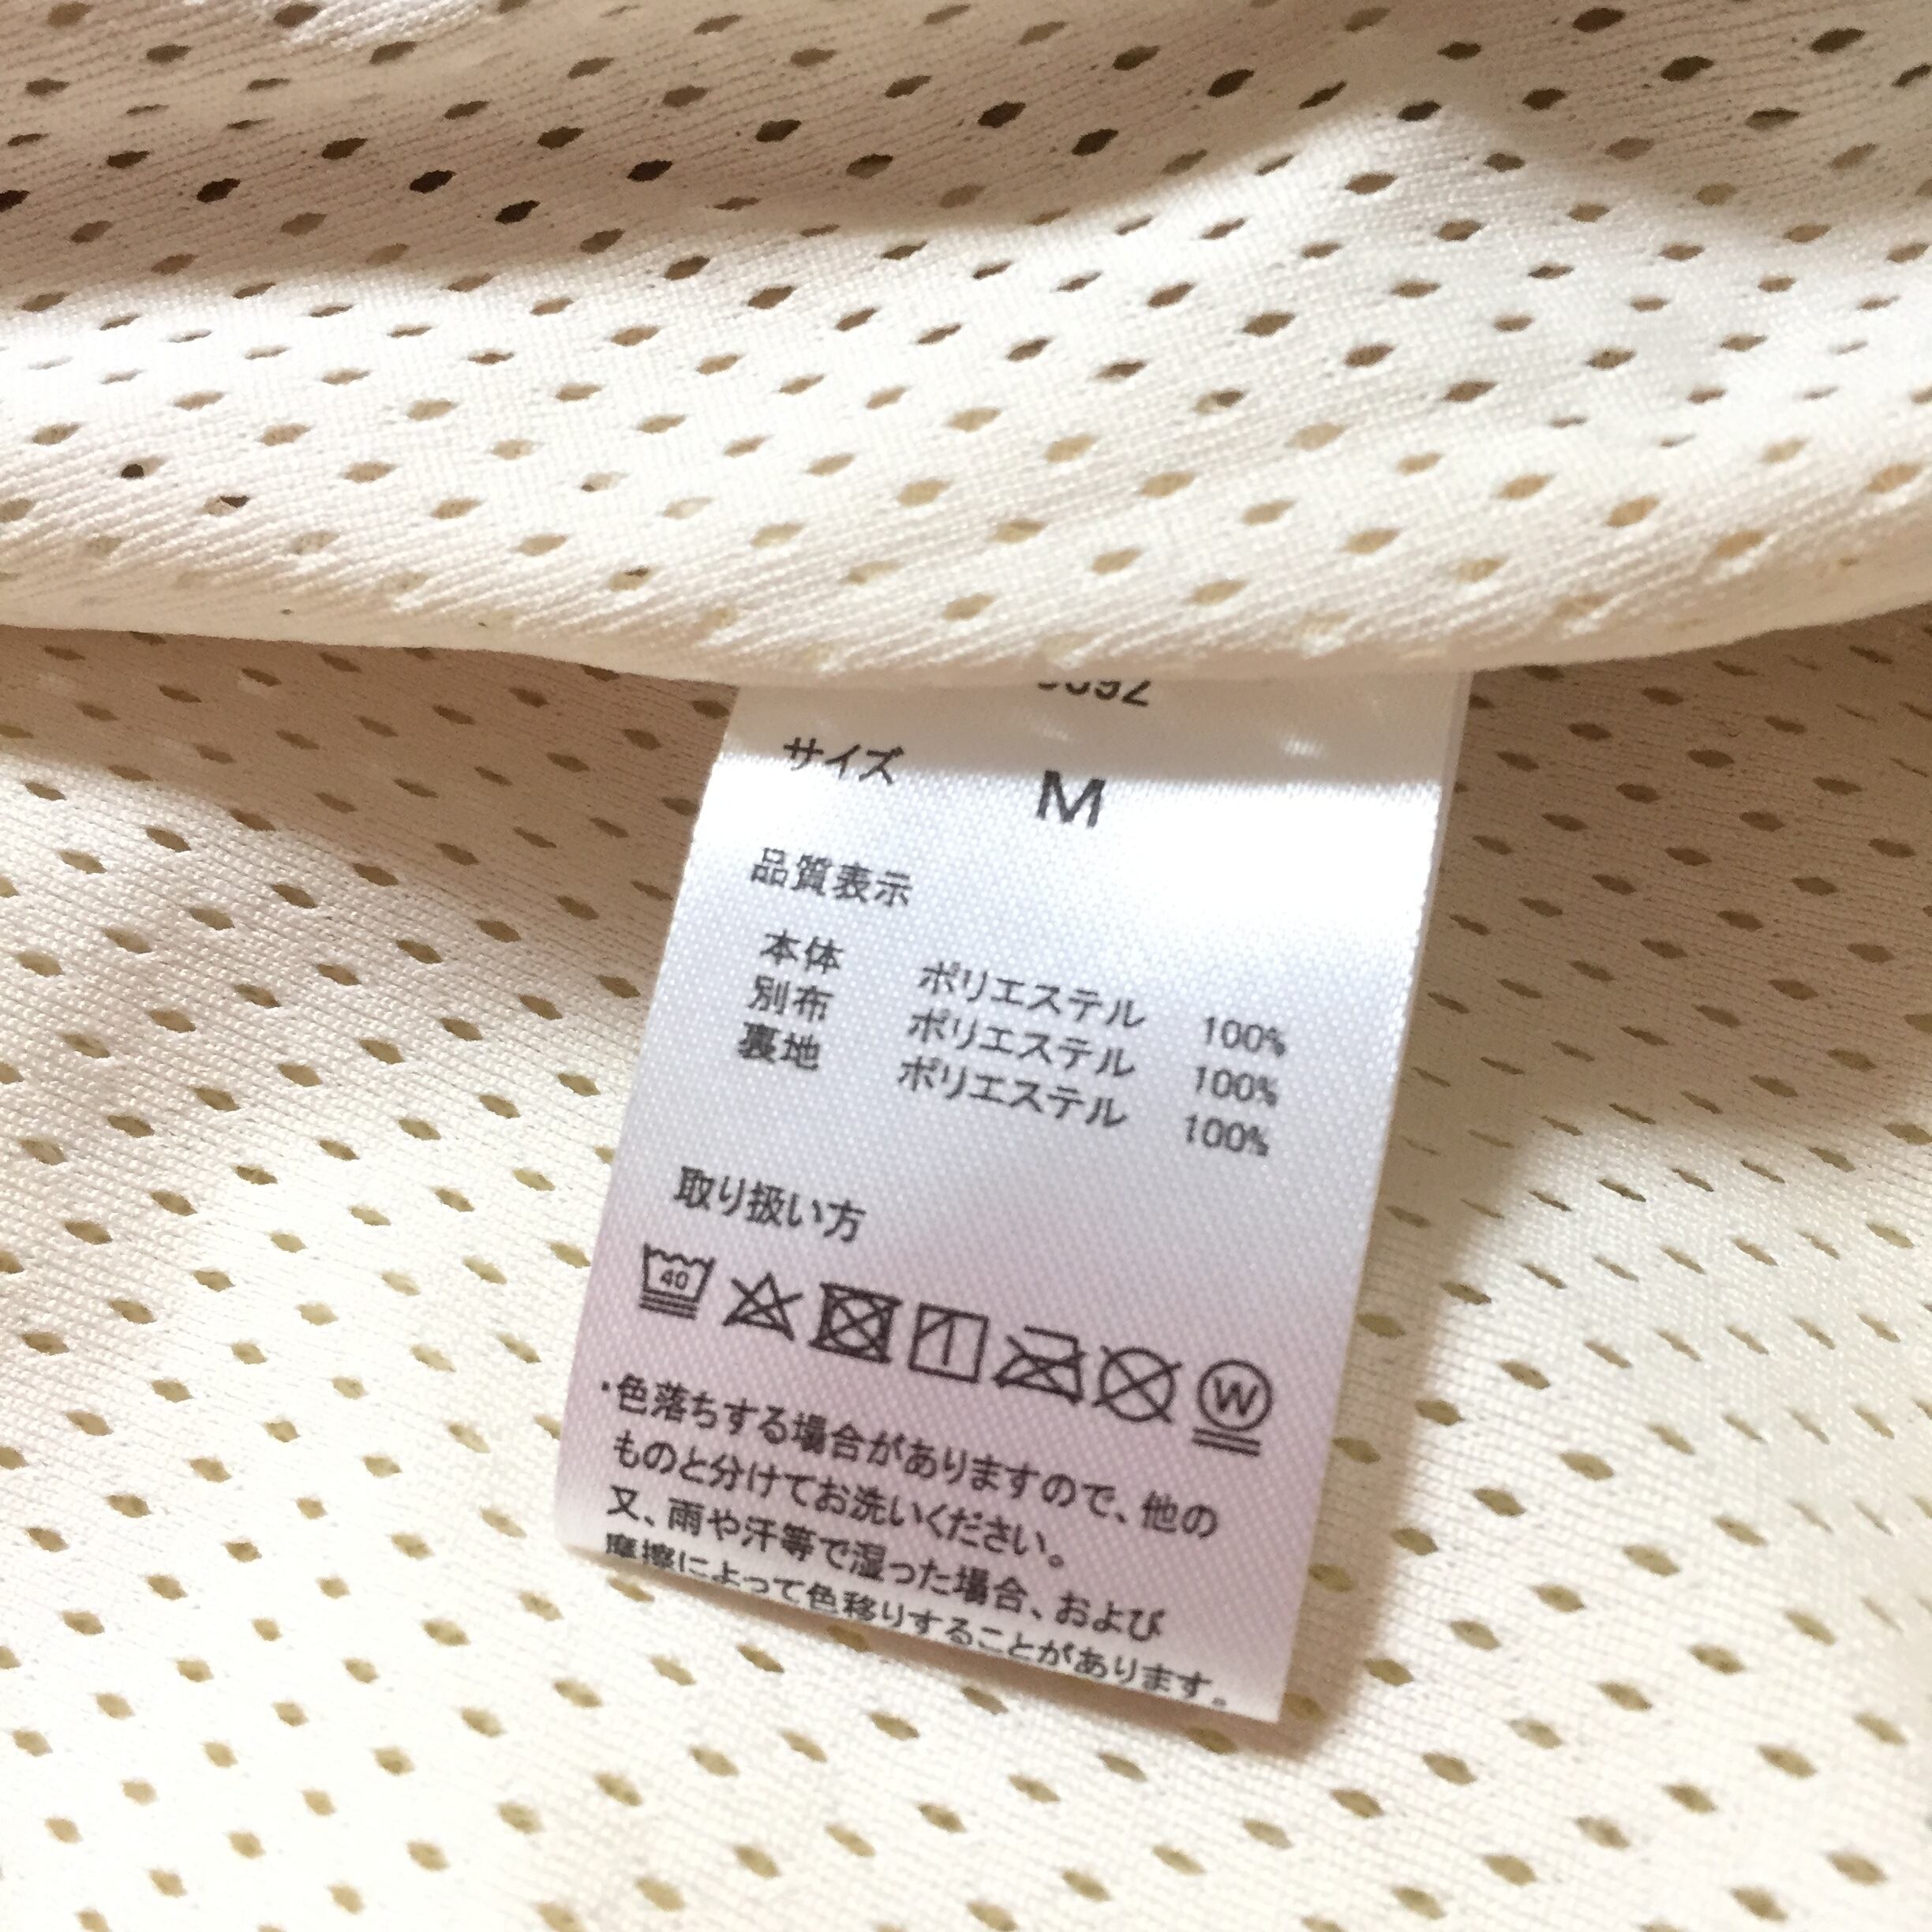 サイズ M
品質表示
本体 ポリエステル 100%
別布 ポリエステル 100%
裏地 ポリエステル 100%
取り扱い方
40 W
・色落ちする場合がありますので、他の
ものと分けてお洗いください。
又、雨や汗等で湿った場合、および
摩擦によって色移りすることがあります。